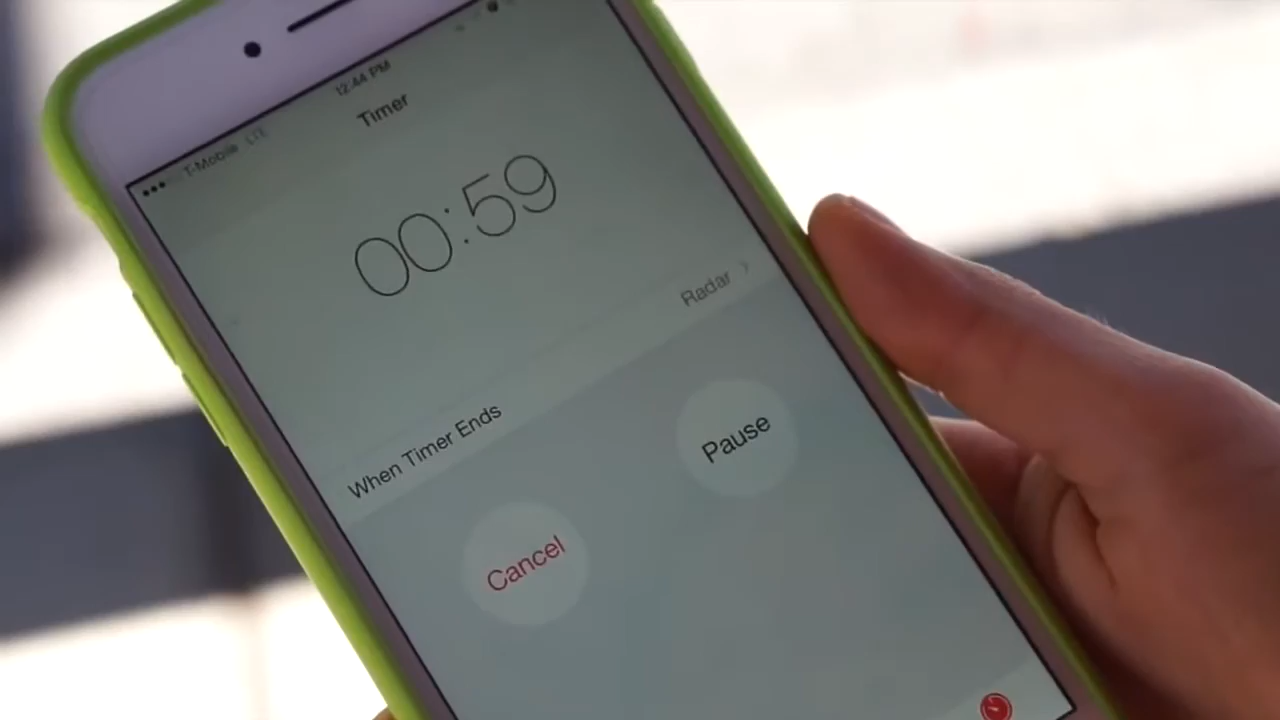 T-Mobile LTE 12:44 PM
Timer
00:59
When Timer Ends Radar
Cancel Pause